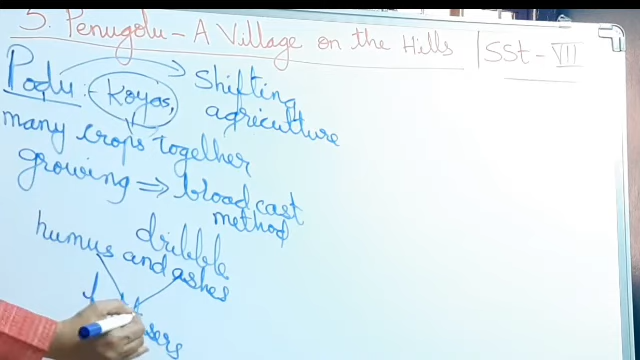 5. Penugolu - A Village on the Hills | SSt - VII
Podu - Koyas, Shifting
agriculture
many crops together
growing ⇒ broad cast
method
dribble
humus and ashes